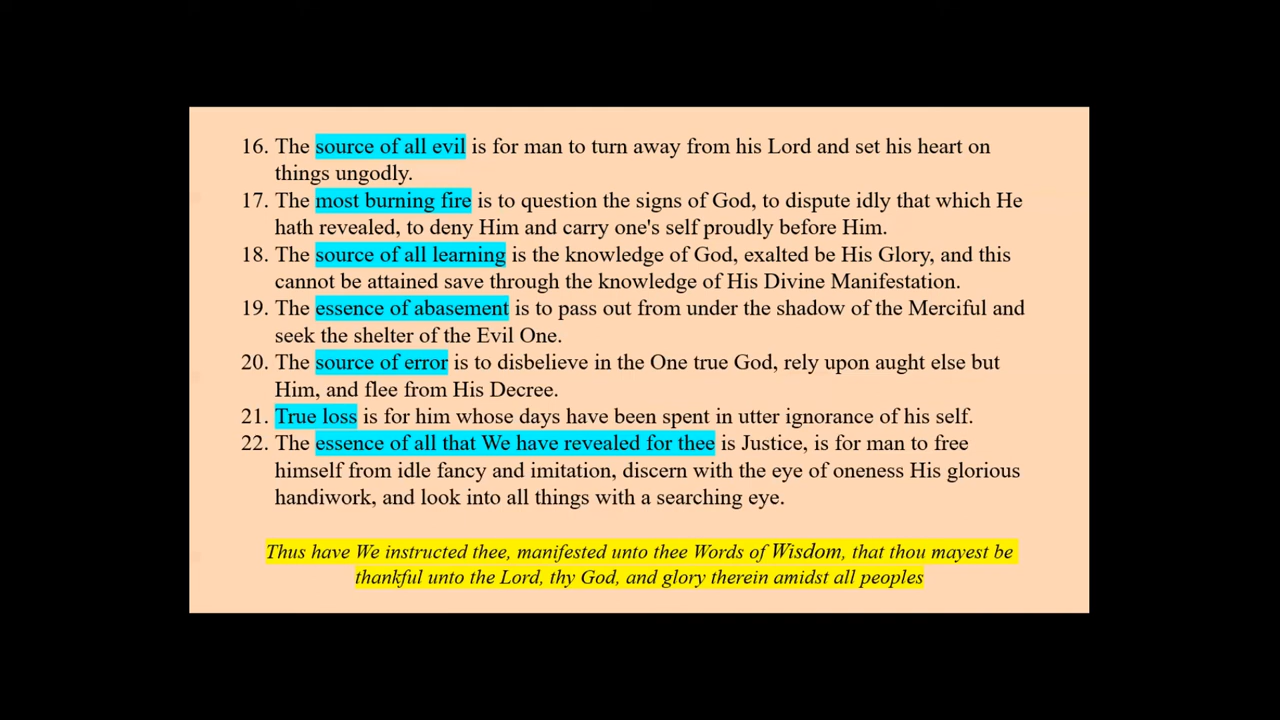 16. The source of all evil is for man to turn away from his Lord and set his heart on
things ungodly.
17. The most burning fire is to question the signs of God, to dispute idly that which He
hath revealed, to deny Him and carry one's self proudly before Him.
18. The source of all learning is the knowledge of God, exalted be His Glory, and this
cannot be attained save through the knowledge of His Divine Manifestation.
19. The essence of abasement is to pass out from under the shadow of the Merciful and
seek the shelter of the Evil One.
20. The source of error is to disbelieve in the One true God, rely upon aught else but
Him, and flee from His Decree.
21. True loss is for him whose days have been spent in utter ignorance of his self.
22. The essence of all that We have revealed for thee is Justice, is for man to free
himself from idle fancy and imitation, discern with the eye of oneness His glorious
handiwork, and look into all things with a searching eye.
Thus have We instructed thee, manifested unto thee Words of Wisdom, that thou mayest be
thankful unto the Lord, thy God, and glory therein amidst all peoples